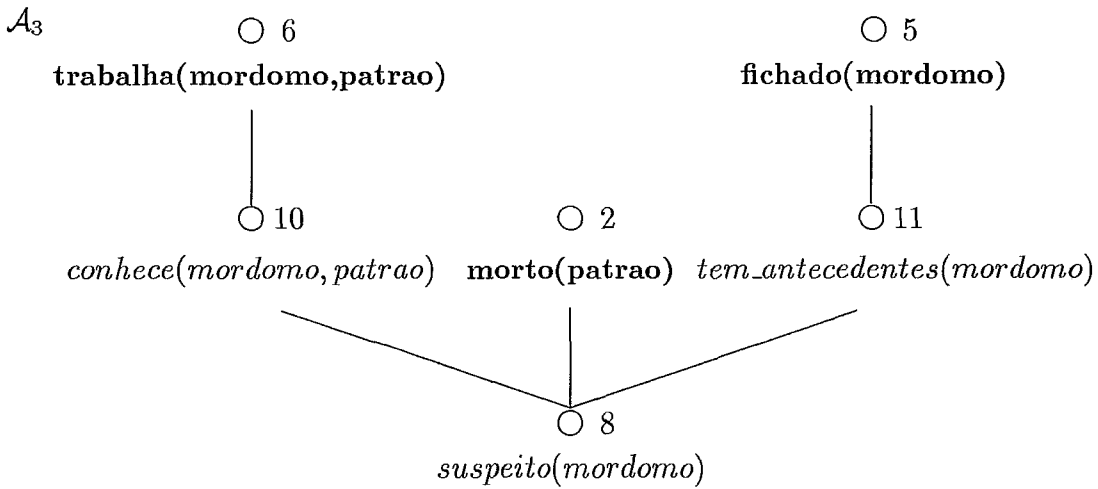 𝒜₃
6 5
trabalha(mordomo,patrao) fichado(mordomo)
10 2 11
conhece(mordomo, patrao) morto(patrao) tem_antecedentes(mordomo)
8
suspeito(mordomo)